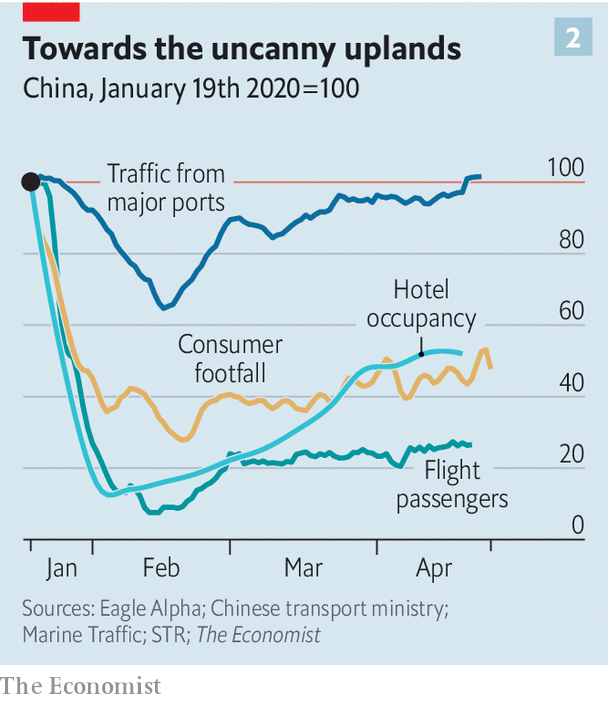 Towards the uncanny uplands
2
China, January 19th 2020=100
Traffic from
major ports
100
80
Hotel
occupancy
60
Consumer
footfall
40
20
Flight
passengers
0
Jan
Feb
Mar
Apr
Sources: Eagle Alpha; Chinese transport ministry;
Marine Traffic; STR; The Economist
The Economist